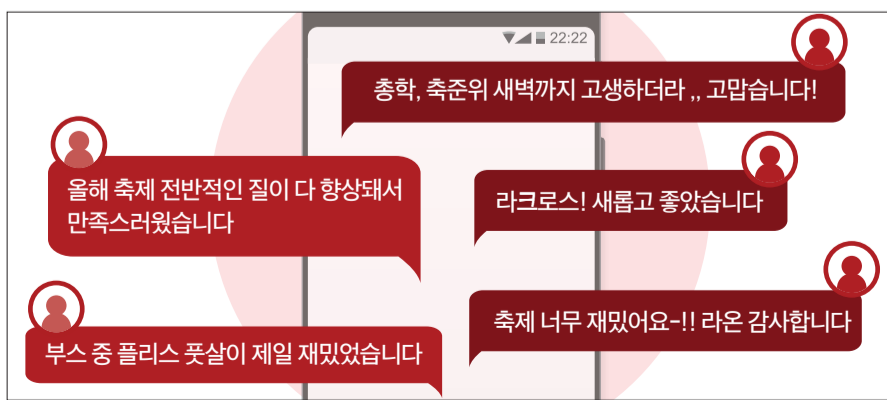 22:22
총학, 축준위 새벽까지 고생하더라 ,, 고맙습니다!
올해 축제 전반적인 질이 다 향상돼서
만족스러웠습니다
라크로스! 새롭고 좋았습니다
축제 너무 재밌어요-!! 라온 감사합니다
부스 중 플리스 풋살이 제일 재밌었습니다